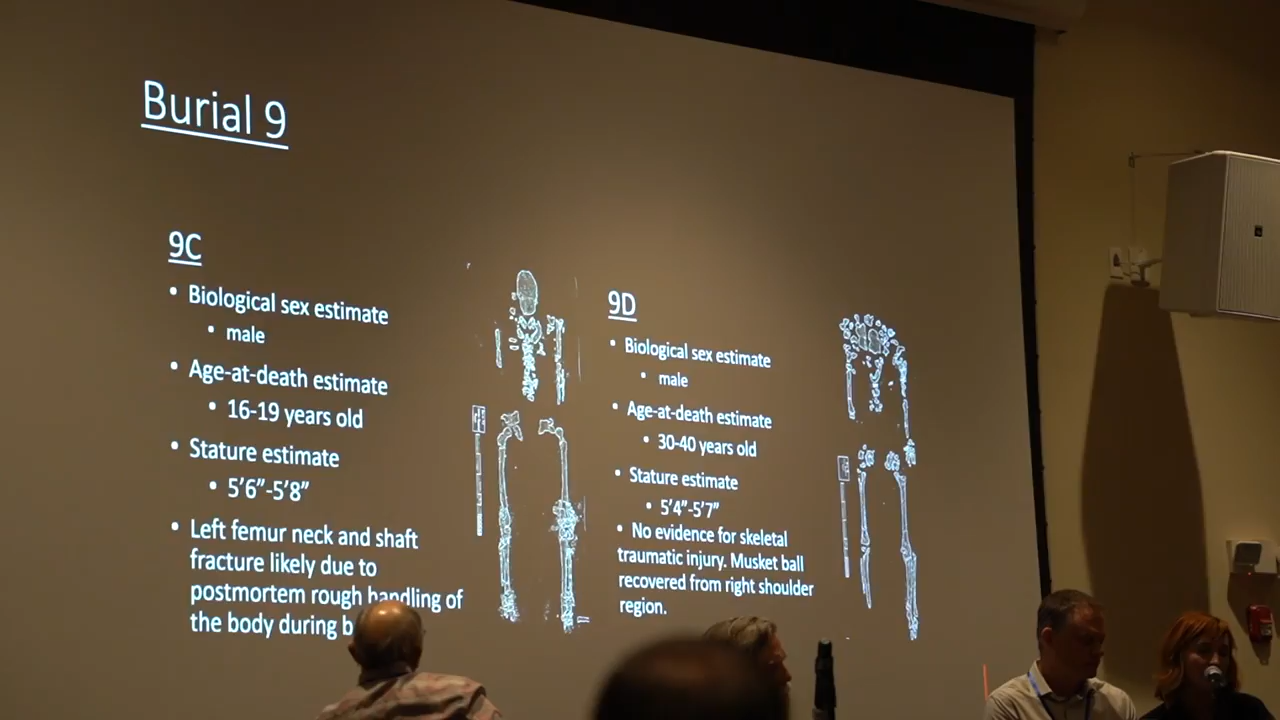 Burial 9
9C
• Biological sex estimate
• male
• Age-at-death estimate
• 16-19 years old
• Stature estimate
• 5’6”-5’8”
• Left femur neck and shaft
fracture likely due to
postmortem rough handling of
the body during
9D
• Biological sex estimate
• male
• Age-at-death estimate
• 30-40 years old
• Stature estimate
• 5’4”-5’7”
• No evidence for skeletal
traumatic injury. Musket ball
recovered from right shoulder
region.